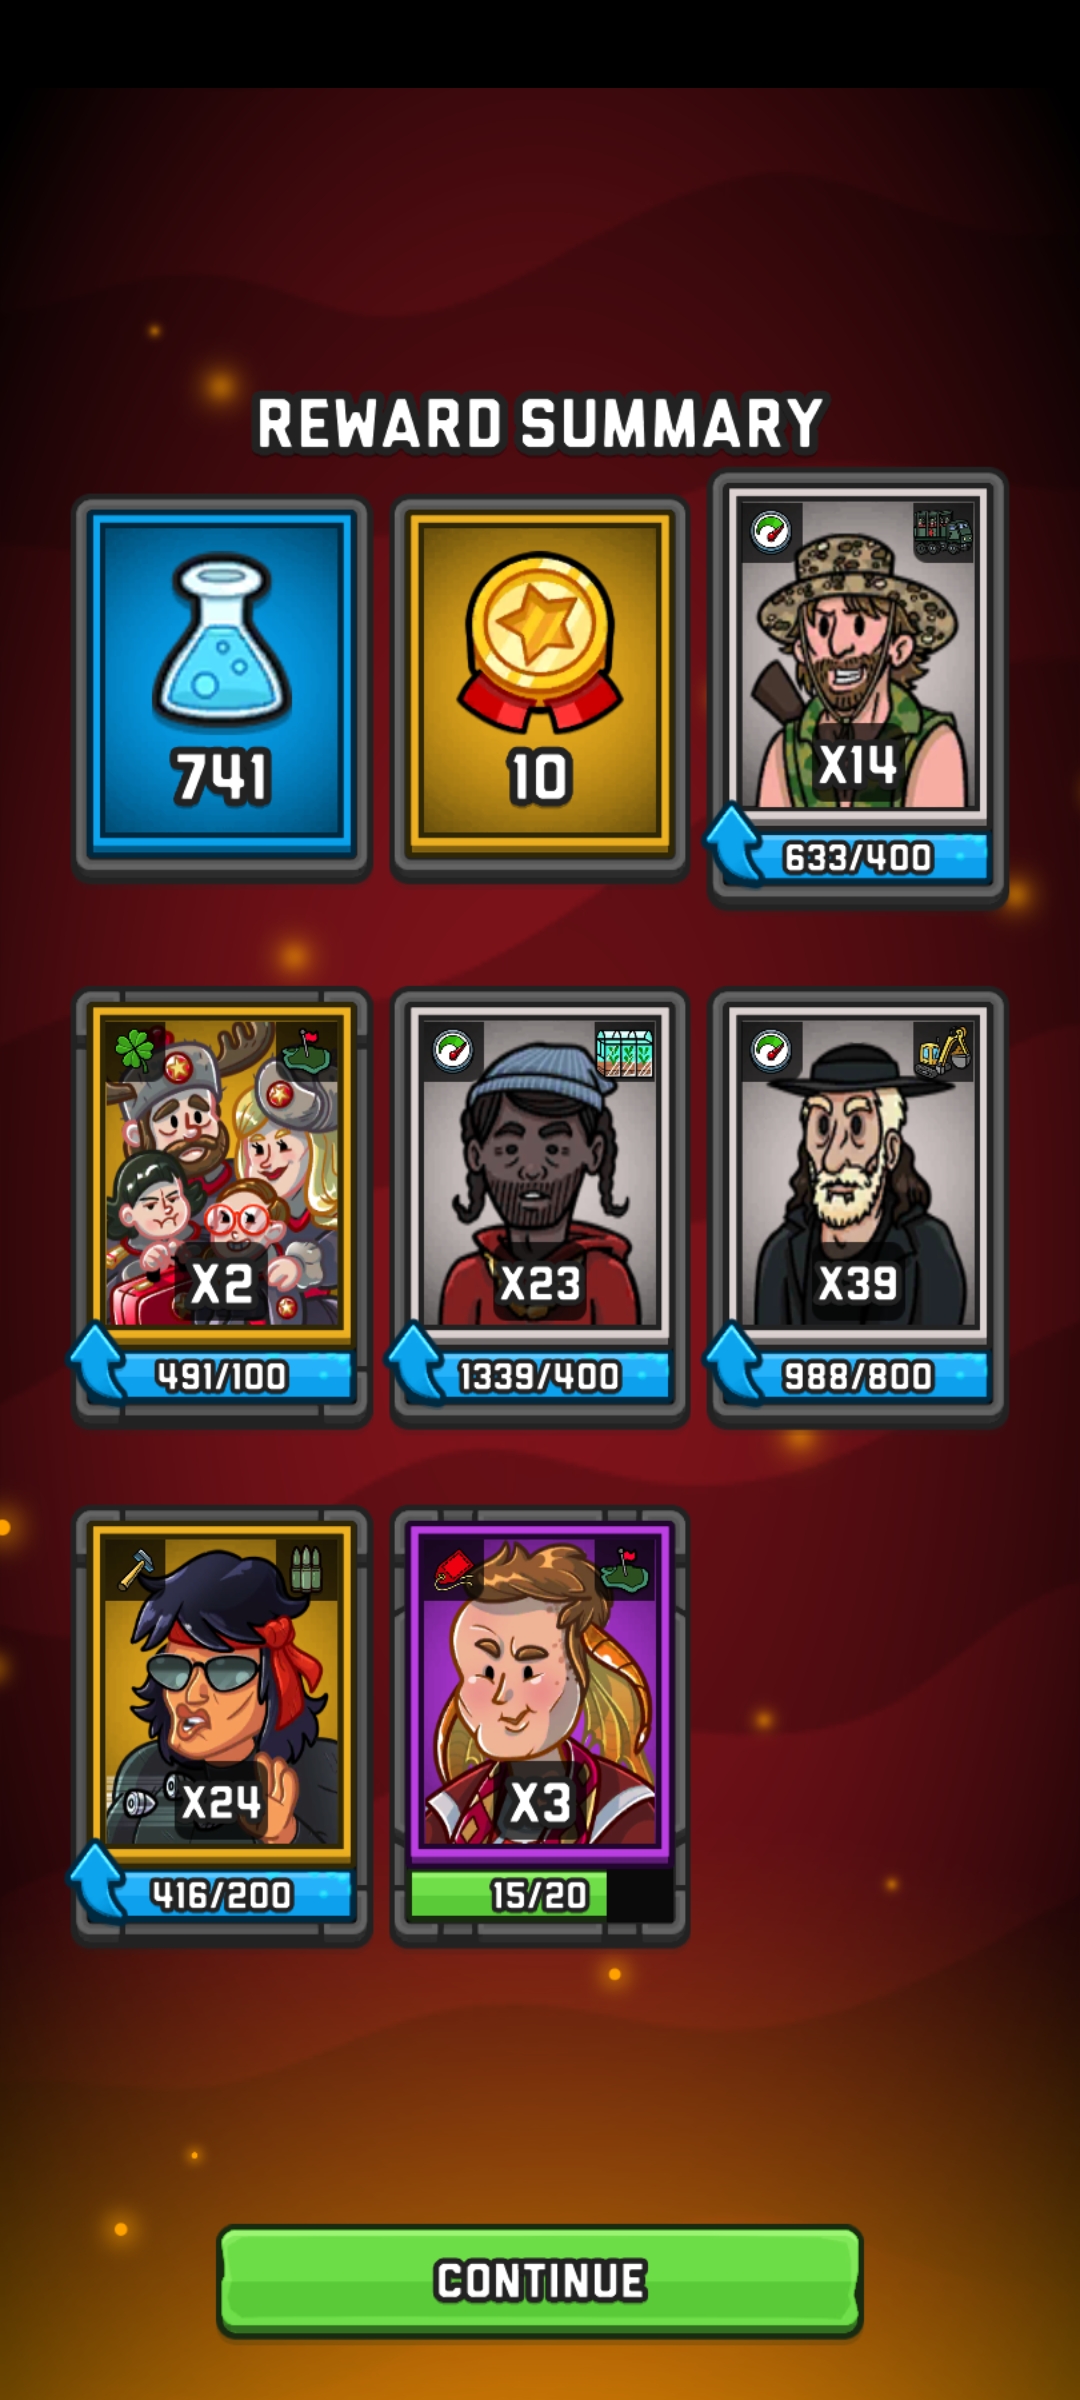 REWARD SUMMARY
741
10
X14
633/400
X2
491/100
X23
1339/400
X39
988/800
X24
416/200
X3
15/20
CONTINUE